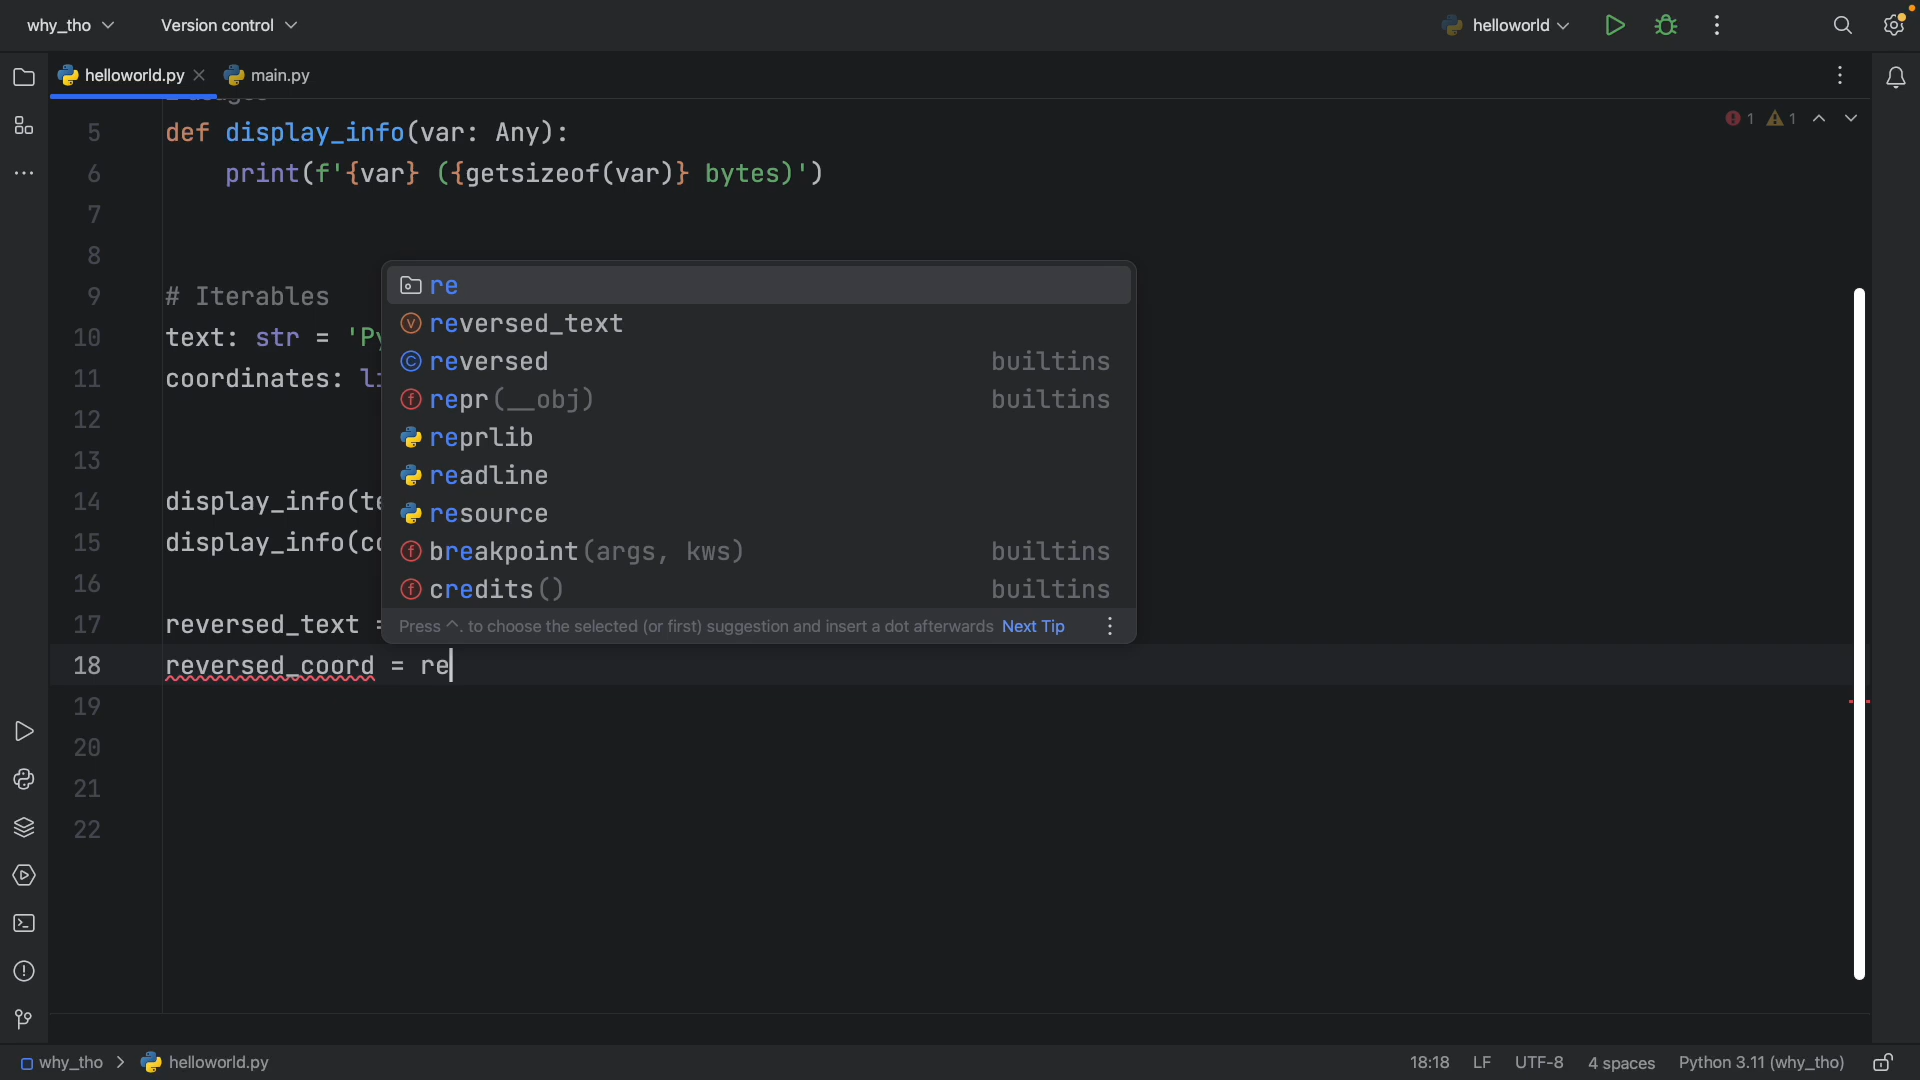 why_tho Version control helloworld
helloworld.py main.py
1 1
5 def display_info(var: Any):
6 print(f'{var} ({getsizeof(var)} bytes)')
7
8
9 # Iterables
10 text: str = 'Py
11 coordinates: li
12
13
14 display_info(te
15 display_info(co
16
17 reversed_text =
18 reversed_coord = re
19
20
21
22
re
reversed_text
reversed builtins
repr(__obj) builtins
reprlib
readline
resource
breakpoint(args, kws) builtins
credits() builtins
Press ^. to choose the selected (or first) suggestion and insert a dot afterwards Next Tip
why_tho > helloworld.py 18:18 LF UTF-8 4 spaces Python 3.11 (why_tho)